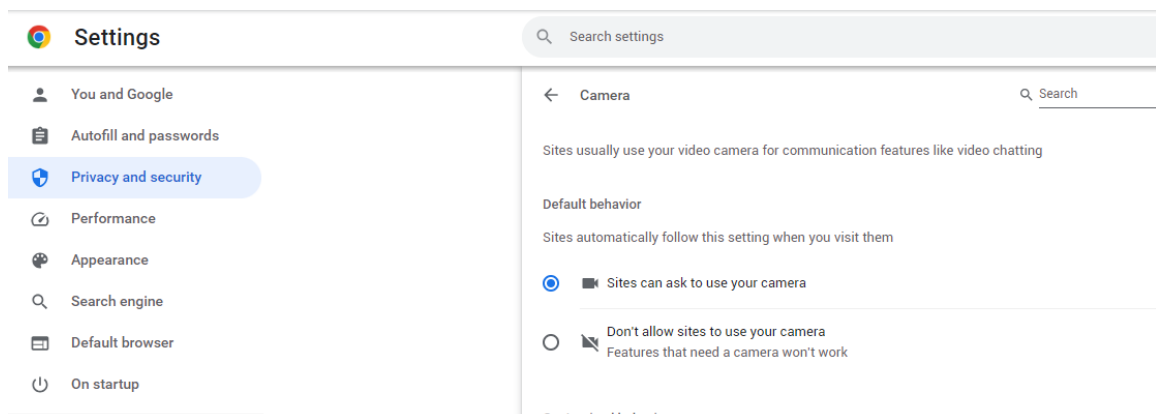 Settings
Search settings
You and Google
Autofill and passwords
Privacy and security
Performance
Appearance
Search engine
Default browser
On startup
Camera
Search
Sites usually use your video camera for communication features like video chatting
Default behavior
Sites automatically follow this setting when you visit them
Sites can ask to use your camera
Don't allow sites to use your camera
Features that need a camera won't work